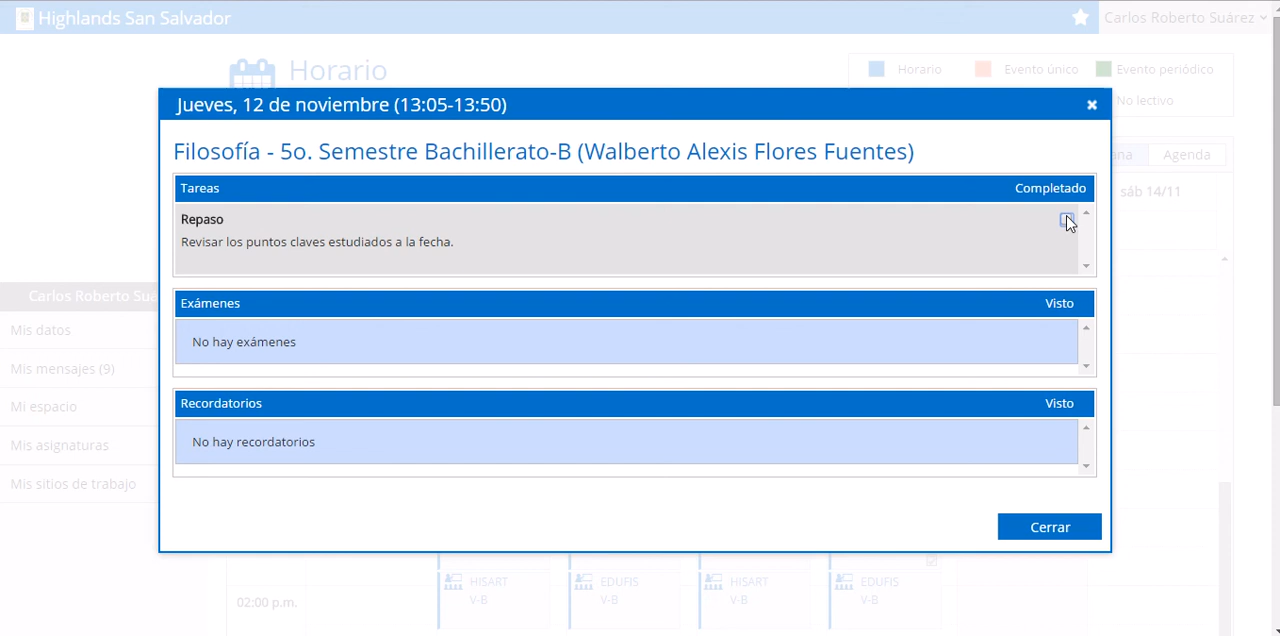 Highlands San Salvador
Carlos Roberto Suárez
Horario
Horario
Evento único
Evento periódico
No lectivo
Agenda
sáb 14/11
Jueves, 12 de noviembre (13:05-13:50)
Filosofía - 5o. Semestre Bachillerato-B (Walberto Alexis Flores Fuentes)
Tareas
Completado
Repaso
Revisar los puntos claves estudiados a la fecha.
Exámenes
Visto
No hay exámenes
Recordatorios
Visto
No hay recordatorios
Cerrar
Carlos Roberto
Mis datos
Mis mensajes (9)
Mi espacio
Mis asignaturas
Mis sitios de trabajo
02:00 p.m.
HISART
V-B
EDUFIS
V-B
HISART
V-B
EDUFIS
V-B